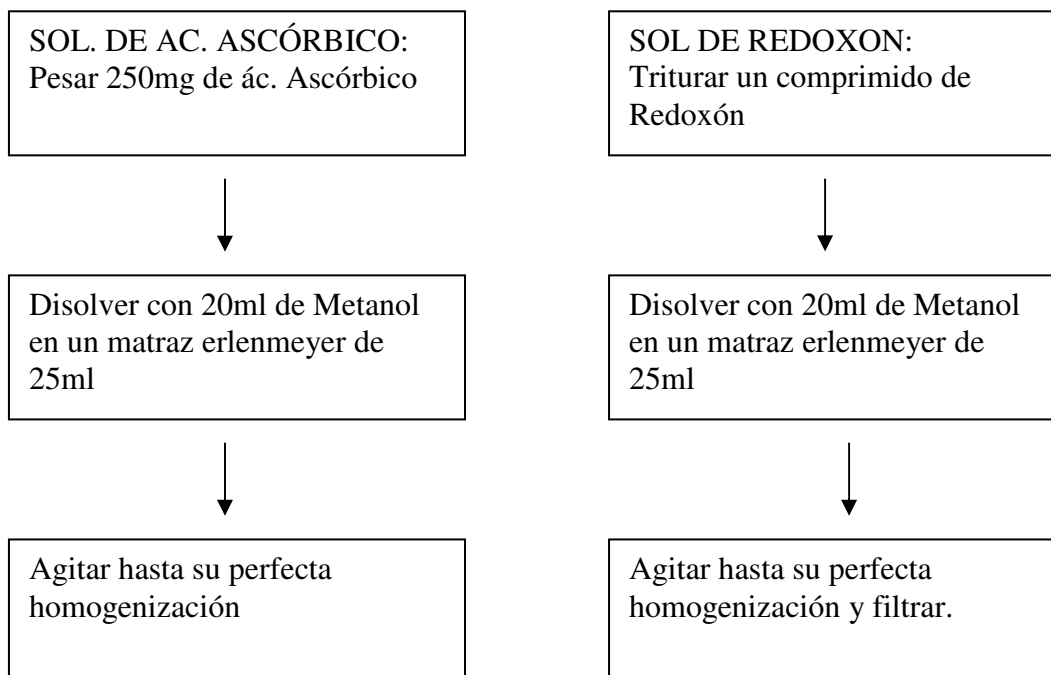 SOL. DE AC. ASCÓRBICO:
Pesar 250mg de ác. Ascórbico
SOL DE REDOXON:
Triturar un comprimido de
Redoxón
Disolver con 20ml de Metanol
en un matraz erlenmeyer de
25ml
Disolver con 20ml de Metanol
en un matraz erlenmeyer de
25ml
Agitar hasta su perfecta
homogenización
Agitar hasta su perfecta
homogenización y filtrar.